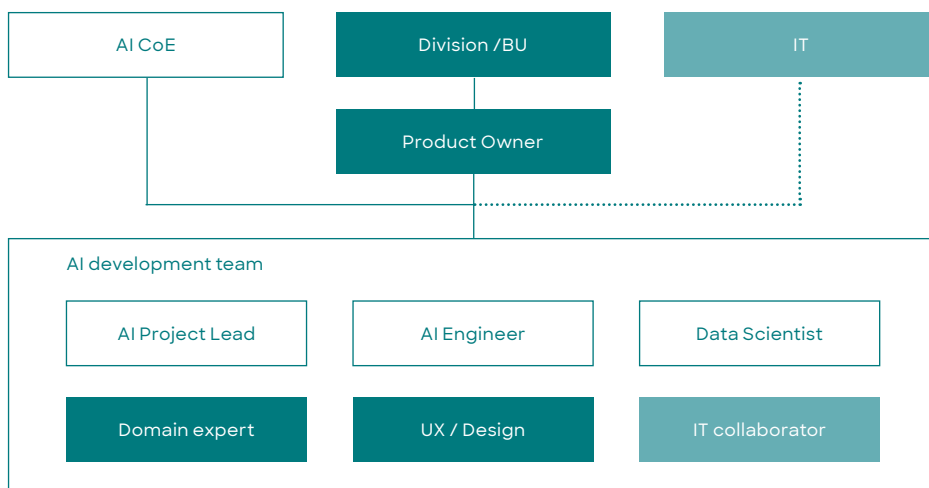 AI CoE
Division /BU
IT
Product Owner
AI development team
AI Project Lead
AI Engineer
Data Scientist
Domain expert
UX / Design
IT collaborator